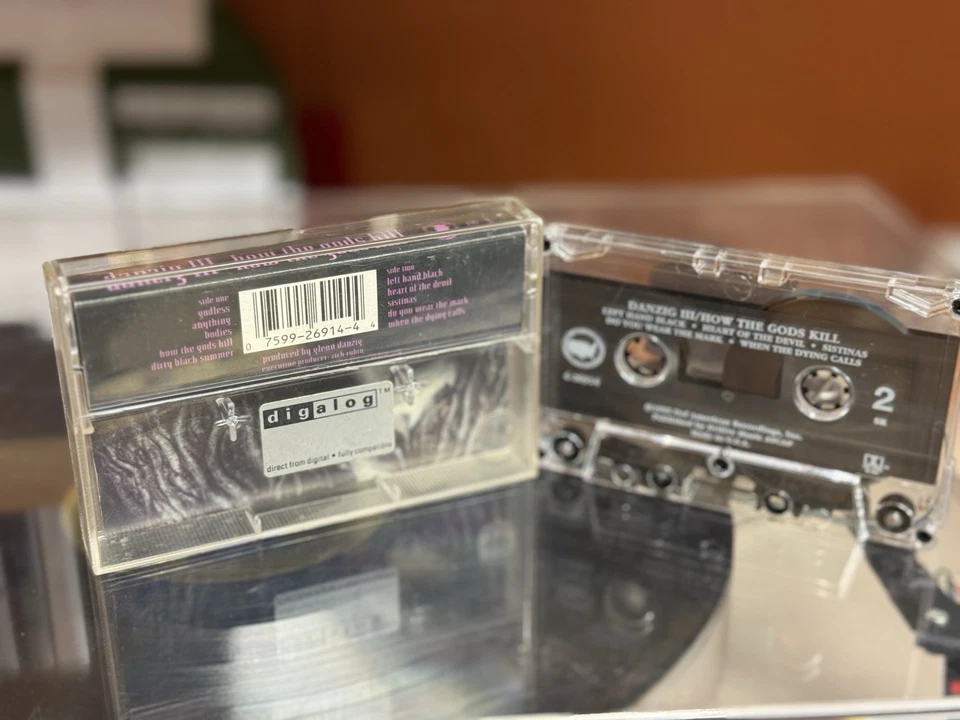 danzig III how the gods kill
side one
godless
anything
bodies
how the gods kill
dirty black summer
0 7599-26914-4 4
side two
left hand black
heart of the devil
sistinas
do you wear the mark
when the dying calls
produced by glenn danzig
executive producer: rick rubin
digalog™
direct from digital • fully compatible
DANZIG III/HOW THE GODS KILL
LEFT HAND BLACK • HEART OF THE DEVIL • SISTINAS
DO YOU WEAR THE MARK • WHEN THE DYING CALLS
2